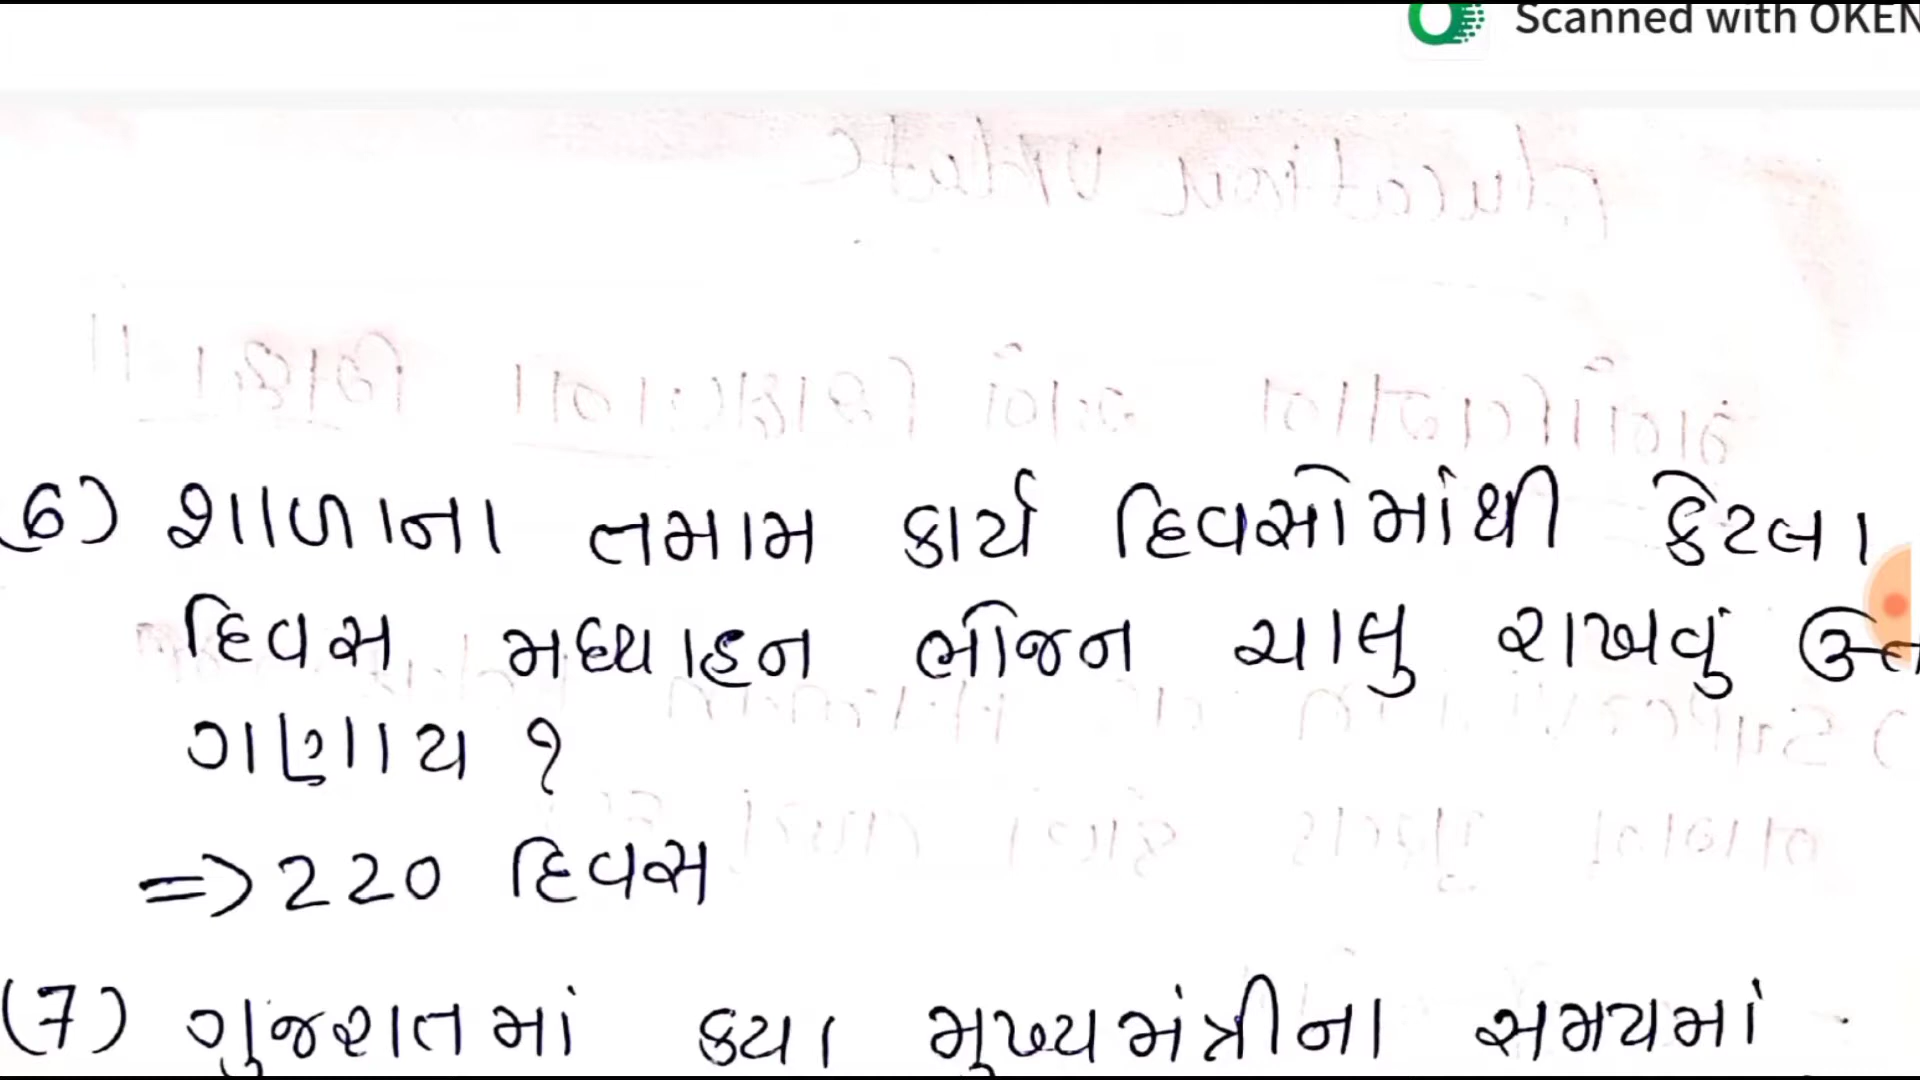 Scanned with OKEN
(6) શાળાના તમામ કાર્ય દિવસોમાંથી કેટલા
દિવસ મધ્યાહન ભોજન ચાલુ રાખવું
ગણાય ?
=> 220 દિવસ
(7) ગુજરાતમાં કયા મુખ્યમંત્રીના સમયમાં